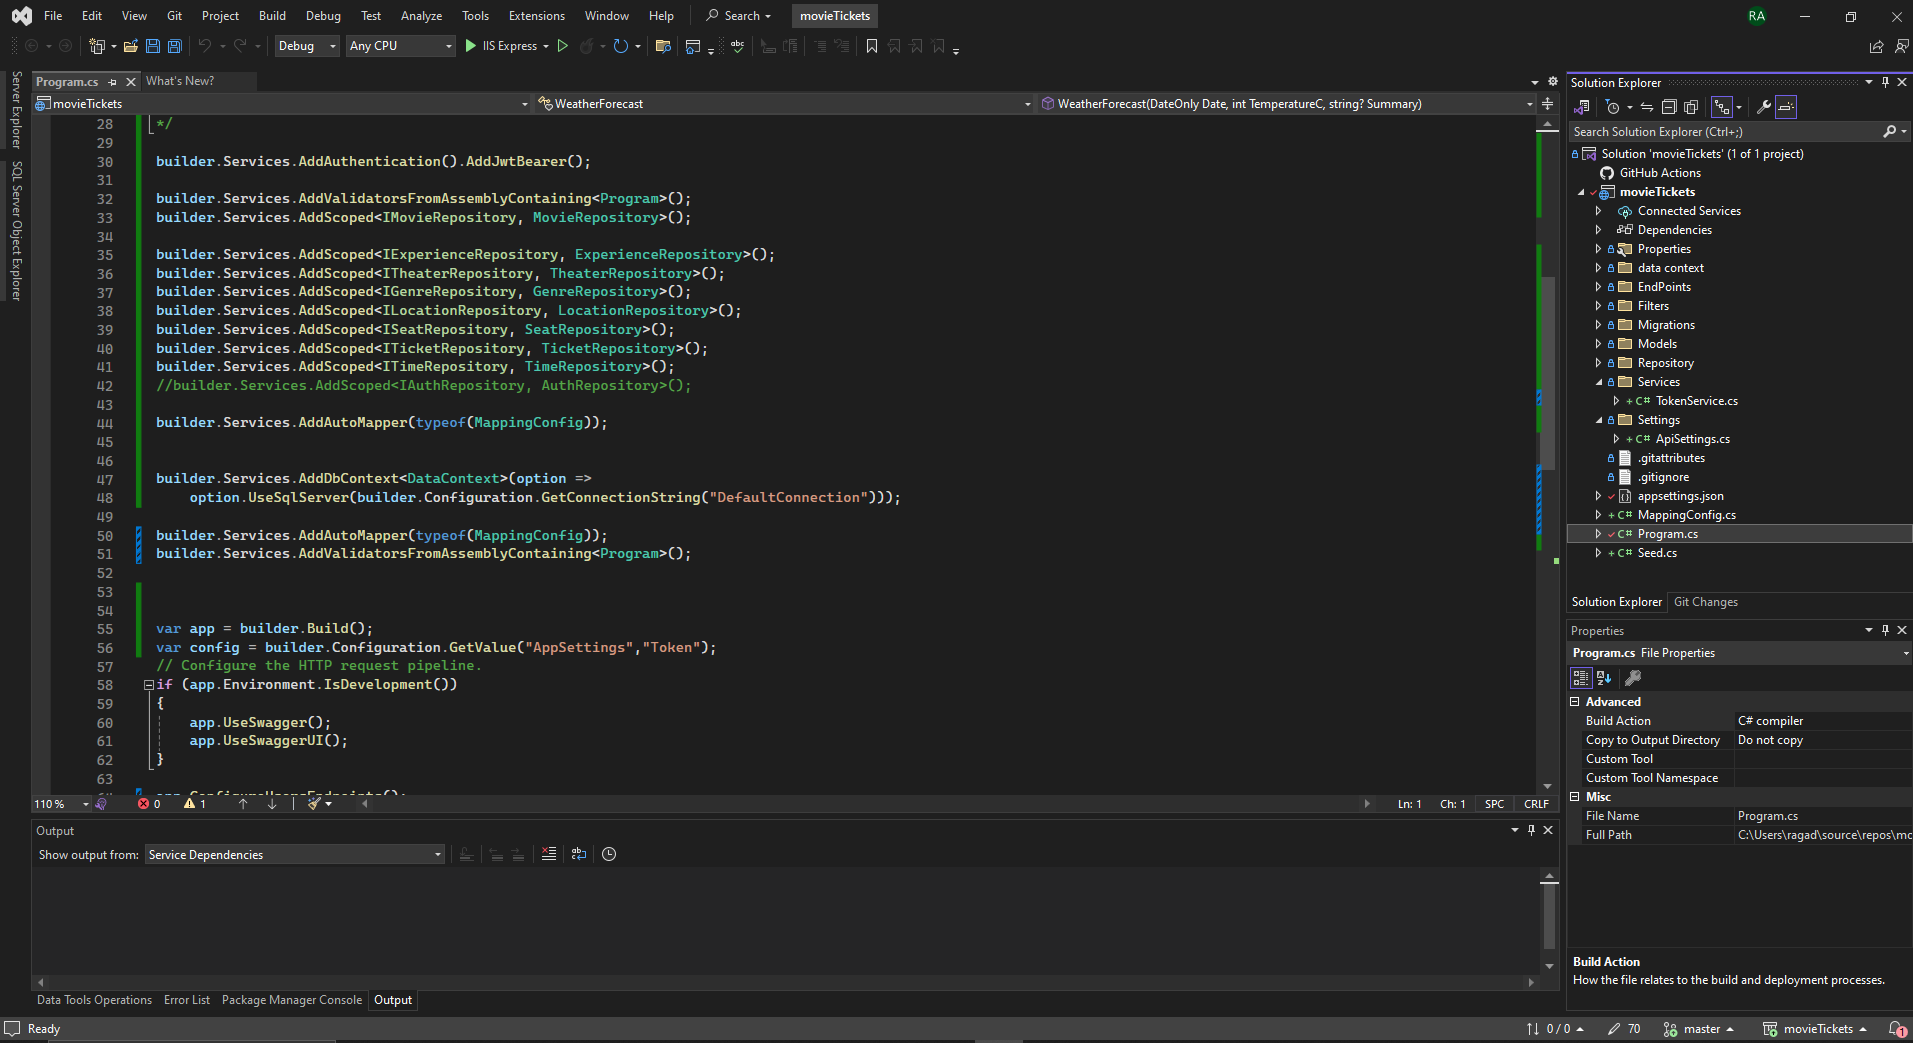 File Edit View Git Project Build Debug Test Analyze Tools Extensions Window Help Search movieTickets RA
Debug Any CPU IIS Express
Server Explorer
SQL Server Object Explorer
Program.cs What's New?
movieTickets WeatherForecast WeatherForecast(DateOnly Date, int TemperatureC, string? Summary)
28 */
29
30 builder.Services.AddAuthentication().AddJwtBearer();
31
32 builder.Services.AddValidatorsFromAssemblyContaining<Program>();
33 builder.Services.AddScoped<IMovieRepository, MovieRepository>();
34
35 builder.Services.AddScoped<IExperienceRepository, ExperienceRepository>();
36 builder.Services.AddScoped<ITheaterRepository, TheaterRepository>();
37 builder.Services.AddScoped<IGenreRepository, GenreRepository>();
38 builder.Services.AddScoped<ILocationRepository, LocationRepository>();
39 builder.Services.AddScoped<ISeatRepository, SeatRepository>();
40 builder.Services.AddScoped<ITicketRepository, TicketRepository>();
41 builder.Services.AddScoped<ITimeRepository, TimeRepository>();
42 //builder.Services.AddScoped<IAuthRepository, AuthRepository>();
43
44 builder.Services.AddAutoMapper(typeof(MappingConfig));
45
46
47 builder.Services.AddDbContext<DataContext>(option =>
48 option.UseSqlServer(builder.Configuration.GetConnectionString("DefaultConnection")));
49
50 builder.Services.AddAutoMapper(typeof(MappingConfig));
51 builder.Services.AddValidatorsFromAssemblyContaining<Program>();
52
53
54
55 var app = builder.Build();
56 var config = builder.Configuration.GetValue("AppSettings","Token");
57 // Configure the HTTP request pipeline.
58 if (app.Environment.IsDevelopment())
59 {
60 app.UseSwagger();
61 app.UseSwaggerUI();
62 }
63
110 % 0 1 Ln: 1 Ch: 1 SPC CRLF
Output
Show output from: Service Dependencies
Data Tools Operations Error List Package Manager Console Output
Solution Explorer
Search Solution Explorer (Ctrl+;)
Solution 'movieTickets' (1 of 1 project)
GitHub Actions
movieTickets
Connected Services
Dependencies
Properties
data context
EndPoints
Filters
Migrations
Models
Repository
Services
+ C# TokenService.cs
Settings
+ C# ApiSettings.cs
.gitattributes
.gitignore
appsettings.json
+ C# MappingConfig.cs
C# Program.cs
+ C# Seed.cs
Solution Explorer Git Changes
Properties
Program.cs File Properties
Advanced
Build Action C# compiler
Copy to Output Directory Do not copy
Custom Tool
Custom Tool Namespace
Misc
File Name Program.cs
Full Path C:\Users\ragad\source\repos\mc
Build Action
How the file relates to the build and deployment processes.
Ready 0 / 0 70 master movieTickets 1